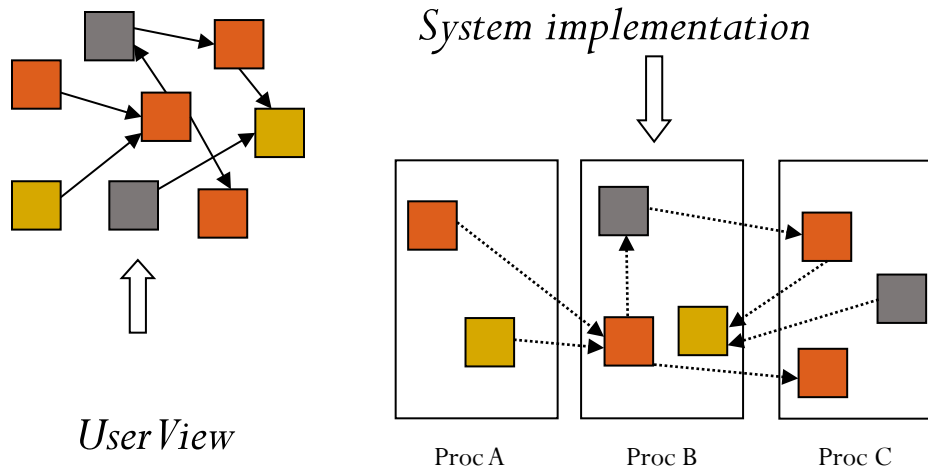 System implementation
User View
Proc A
Proc B
Proc C